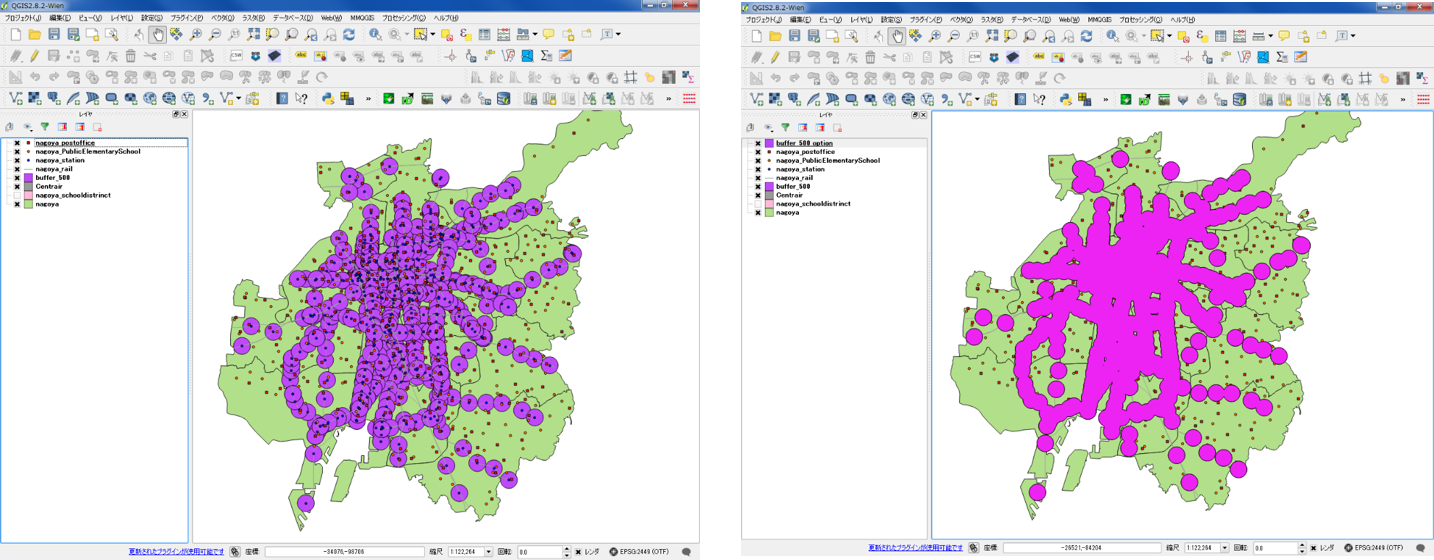 QGIS2.8.2-Wien
プロジェクト(J) 編集(E) ビュー(V) レイヤ(L) 設定(S) プラグイン(P) ベクタ(O) ラスタ(R) データベース(D) Web(W) MMQGIS プロセッシング(C) ヘルプ(H)
CSW
レイヤ
nagoya_postoffice
nagoya_PublicElementarySchool
nagoya_station
nagoya_rail
buffer_500
Centrair
nagoya_schooldistrict
nagoya
更新されたプラグインが使用可能です 座標: -34076,-98706 縮尺 1:122,264 回転: 0.0 レンダ EPSG:2449 (OTF)
QGIS2.8.2-Wien
プロジェクト(J) 編集(E) ビュー(V) レイヤ(L) 設定(S) プラグイン(P) ベクタ(O) ラスタ(R) データベース(D) Web(W) MMQGIS プロセッシング(C) ヘルプ(H)
CSW
レイヤ
buffer_500_option
nagoya_postoffice
nagoya_PublicElementarySchool
nagoya_station
nagoya_rail
buffer_500
Centrair
nagoya_schooldistrict
nagoya
更新されたプラグインが使用可能です 座標: -26521,-84204 縮尺 1:122,264 回転: 0.0 レンダ EPSG:2449 (OTF)